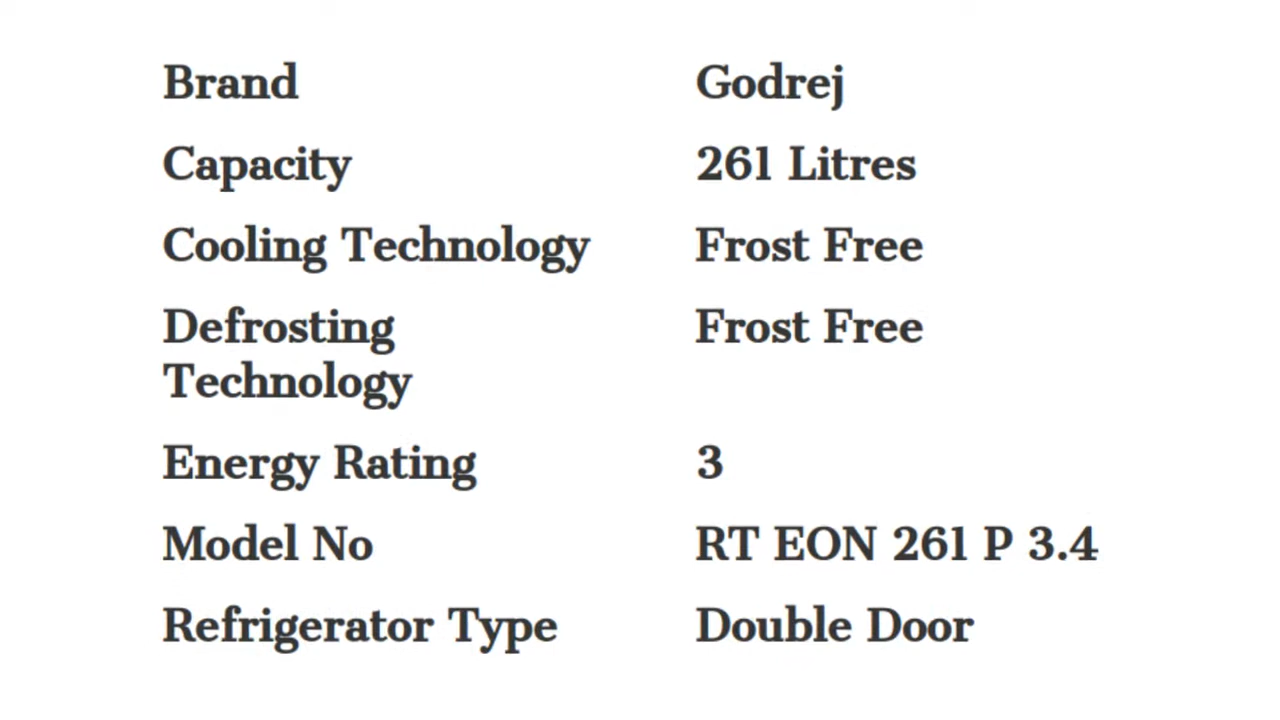 Brand Godrej
Capacity 261 Litres
Cooling Technology Frost Free
Defrosting Frost Free
Technology
Energy Rating 3
Model No RT EON 261 P 3.4
Refrigerator Type Double Door